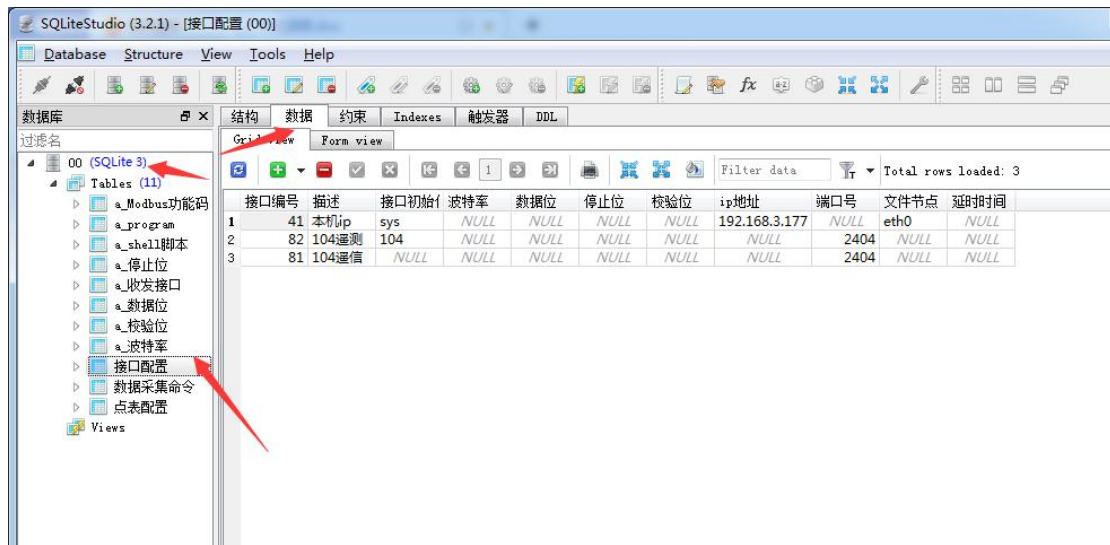 SQLiteStudio (3.2.1) - [接口配置 (00)]
Database Structure View Tools Help
数据库
过滤名
00 (SQLite 3)
Tables (11)
a_Modbus功能码
a_program
a_shell脚本
a_停止位
a_收发接口
a_数据位
a_校验位
a_波特率
接口配置
数据采集命令
点表配置
Views
结构 数据 约束 Indexes 触发器 DDL
Grid view Form view
1 Filter data Total rows loaded: 3
接口编号 描述 接口初始化 波特率 数据位 停止位 校验位 ip地址 端口号 文件节点 延时时间
1 41 本机ip sys NULL NULL NULL NULL 192.168.3.177 NULL eth0 NULL
2 82 104遥测 104 NULL NULL NULL NULL NULL 2404 NULL NULL
3 81 104遥信 NULL NULL NULL NULL NULL NULL 2404 NULL NULL